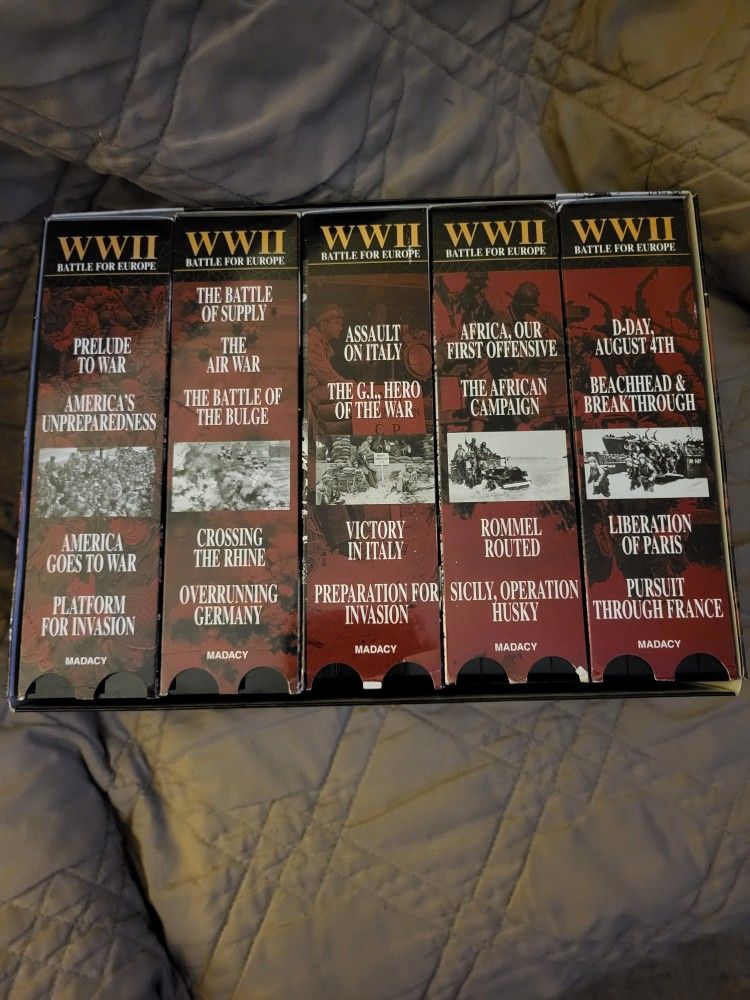 WWII
BATTLE FOR EUROPE
PRELUDE
TO WAR
AMERICA'S
UNPREPAREDNESS
AMERICA
GOES TO WAR
PLATFORM
FOR INVASION
MADACY
WWII
BATTLE FOR EUROPE
THE BATTLE
OF SUPPLY
THE
AIR WAR
THE BATTLE OF
THE BULGE
CROSSING
THE RHINE
OVERRUNNING
GERMANY
MADACY
WWII
BATTLE FOR EUROPE
ASSAULT
ON ITALY
THE G.I., HERO
OF THE WAR
C P
VICTORY
IN ITALY
PREPARATION FOR
INVASION
MADACY
WWII
BATTLE FOR EUROPE
AFRICA, OUR
FIRST OFFENSIVE
THE AFRICAN
CAMPAIGN
ROMMEL
ROUTED
SICILY, OPERATION
HUSKY
MADACY
WWII
BATTLE FOR EUROPE
D-DAY,
AUGUST 4TH
BEACHHEAD &
BREAKTHROUGH
LIBERATION
OF PARIS
PURSUIT
THROUGH FRANCE
MADACY